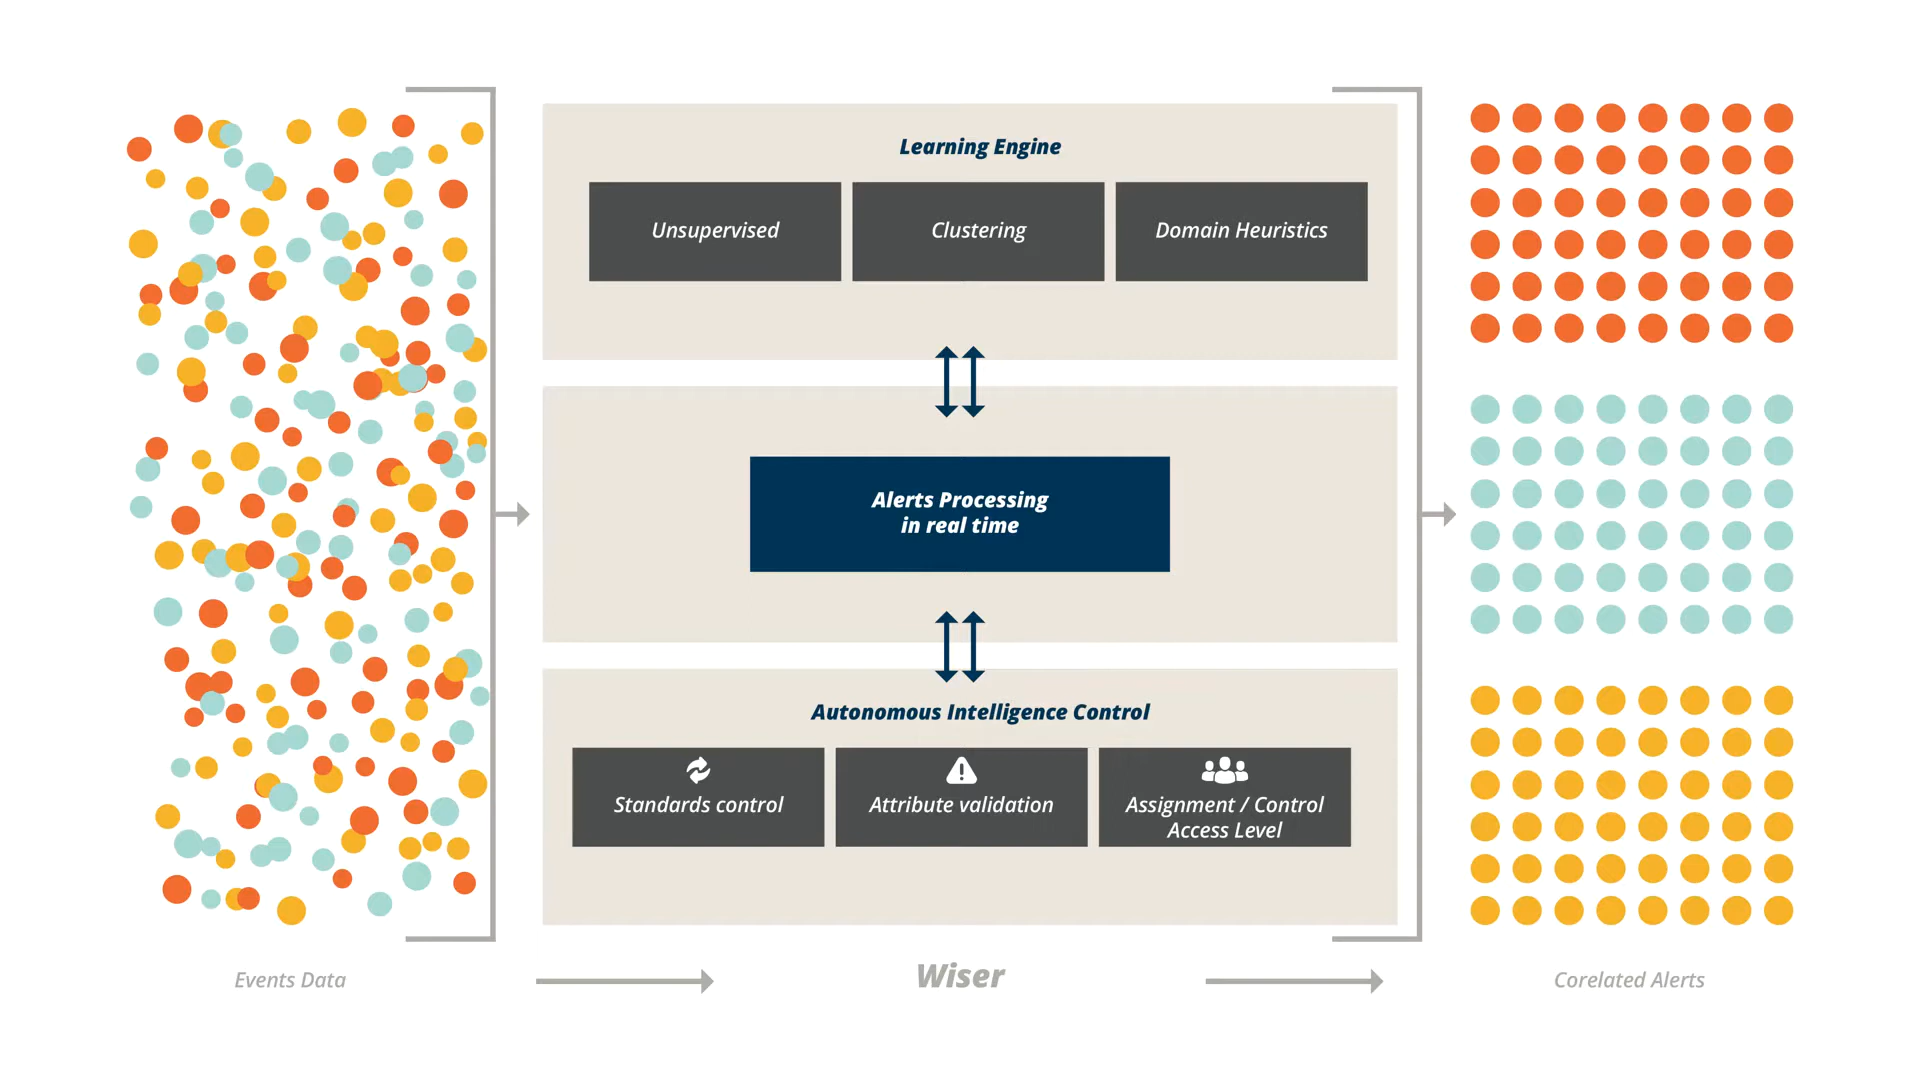 Learning Engine
Unsupervised
Clustering
Domain Heuristics
Alerts Processing
in real time
Autonomous Intelligence Control
Standards control
Attribute validation
Assignment / Control
Access Level
Events Data
Wiser
Corelated Alerts